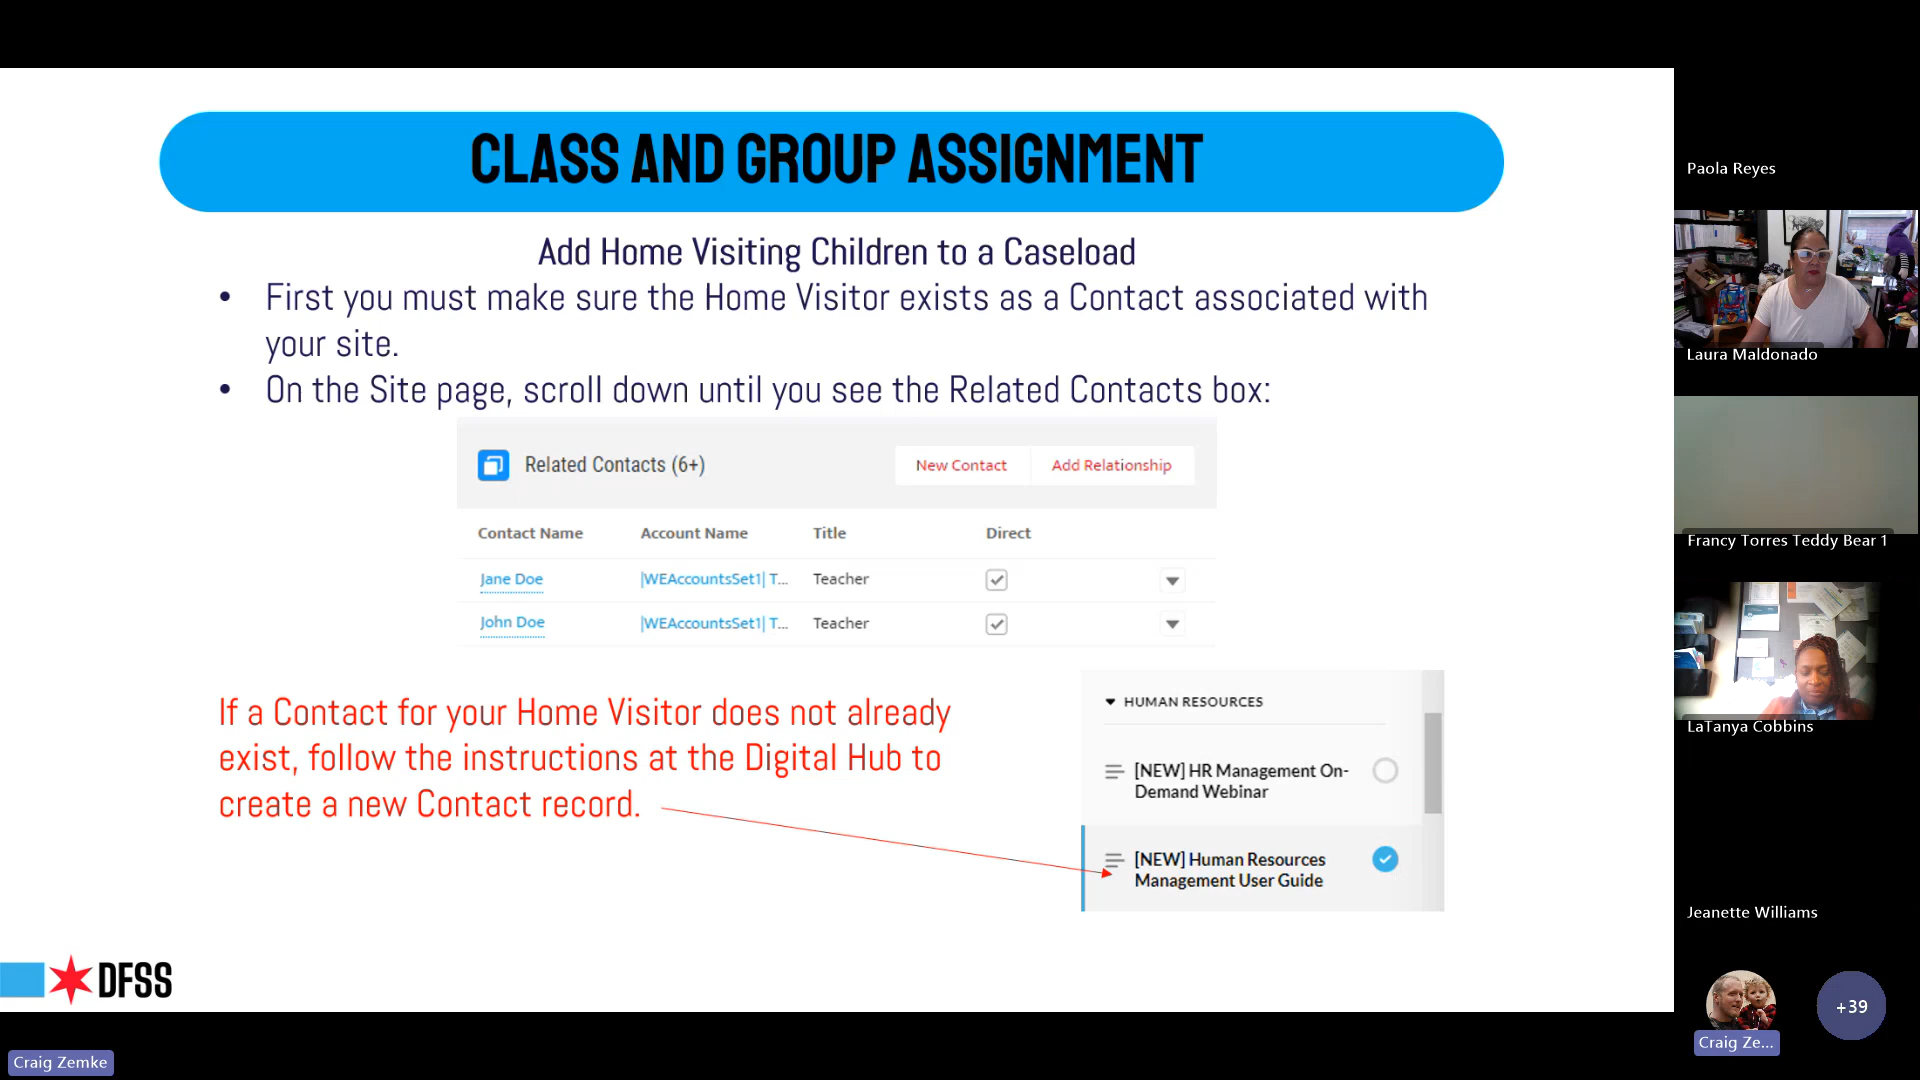 CLASS AND GROUP ASSIGNMENT
Add Home Visiting Children to a Caseload
• First you must make sure the Home Visitor exists as a Contact associated with
your site.
• On the Site page, scroll down until you see the Related Contacts box:
Related Contacts (6+)
New Contact
Add Relationship
Contact Name Account Name Title Direct
Jane Doe |WEAccountsSet1| T... Teacher
John Doe |WEAccountsSet1| T... Teacher
If a Contact for your Home Visitor does not already
exist, follow the instructions at the Digital Hub to
create a new Contact record.
HUMAN RESOURCES
[NEW] HR Management On-
Demand Webinar
[NEW] Human Resources
Management User Guide
DFSS
Craig Zemke
Paola Reyes
Laura Maldonado
Francy Torres Teddy Bear 1
LaTanya Cobbins
Jeanette Williams
Craig Ze...
+39